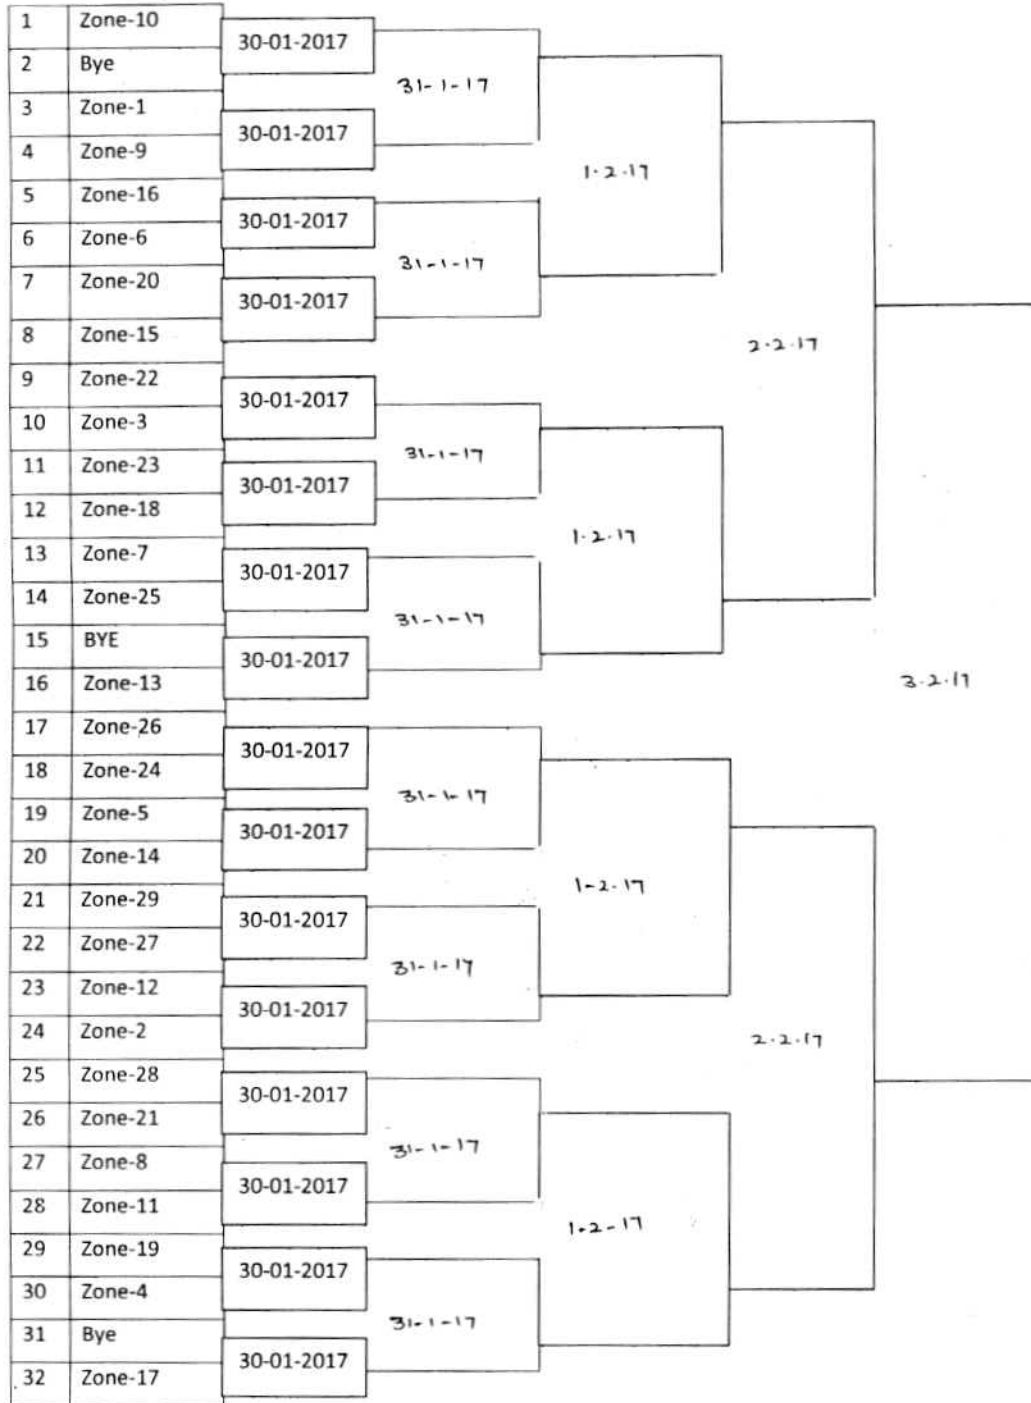 1 Zone-10
30-01-2017
2 Bye
31-1-17
3 Zone-1
30-01-2017
4 Zone-9
1.2.17
5 Zone-16
30-01-2017
6 Zone-6
31-1-17
7 Zone-20
30-01-2017
8 Zone-15
2.2.17
9 Zone-22
30-01-2017
10 Zone-3
31-1-17
11 Zone-23
30-01-2017
12 Zone-18
1.2.17
13 Zone-7
30-01-2017
14 Zone-25
31-1-17
15 BYE
30-01-2017
16 Zone-13
3.2.17
17 Zone-26
30-01-2017
18 Zone-24
31-1-17
19 Zone-5
30-01-2017
20 Zone-14
1-2-17
21 Zone-29
30-01-2017
22 Zone-27
31-1-17
23 Zone-12
30-01-2017
24 Zone-2
2.2.17
25 Zone-28
30-01-2017
26 Zone-21
31-1-17
27 Zone-8
30-01-2017
28 Zone-11
1-2-17
29 Zone-19
30-01-2017
30 Zone-4
31-1-17
31 Bye
30-01-2017
32 Zone-17